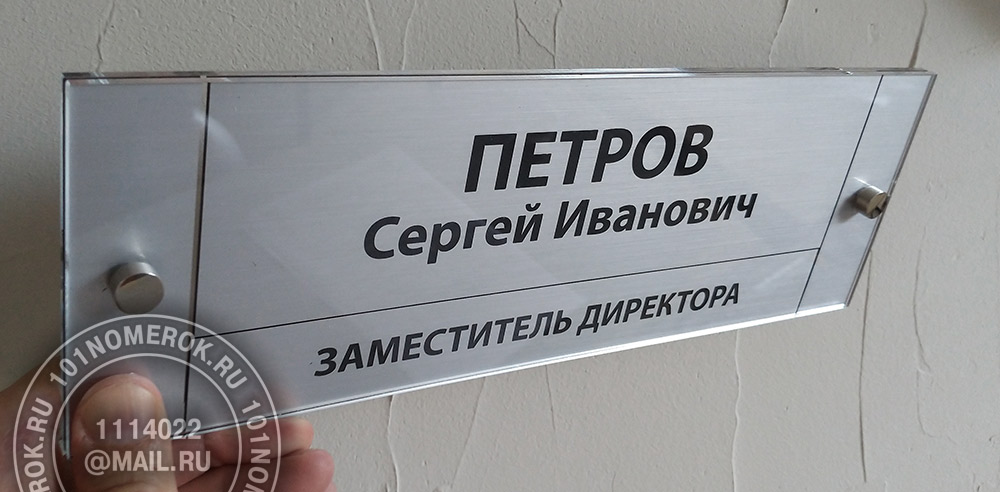 ПЕТРОВ
Сергей Иванович
ЗАМЕСТИТЕЛЬ ДИРЕКТОРА
101NOMEROK.RU
1114022
@MAIL.RU